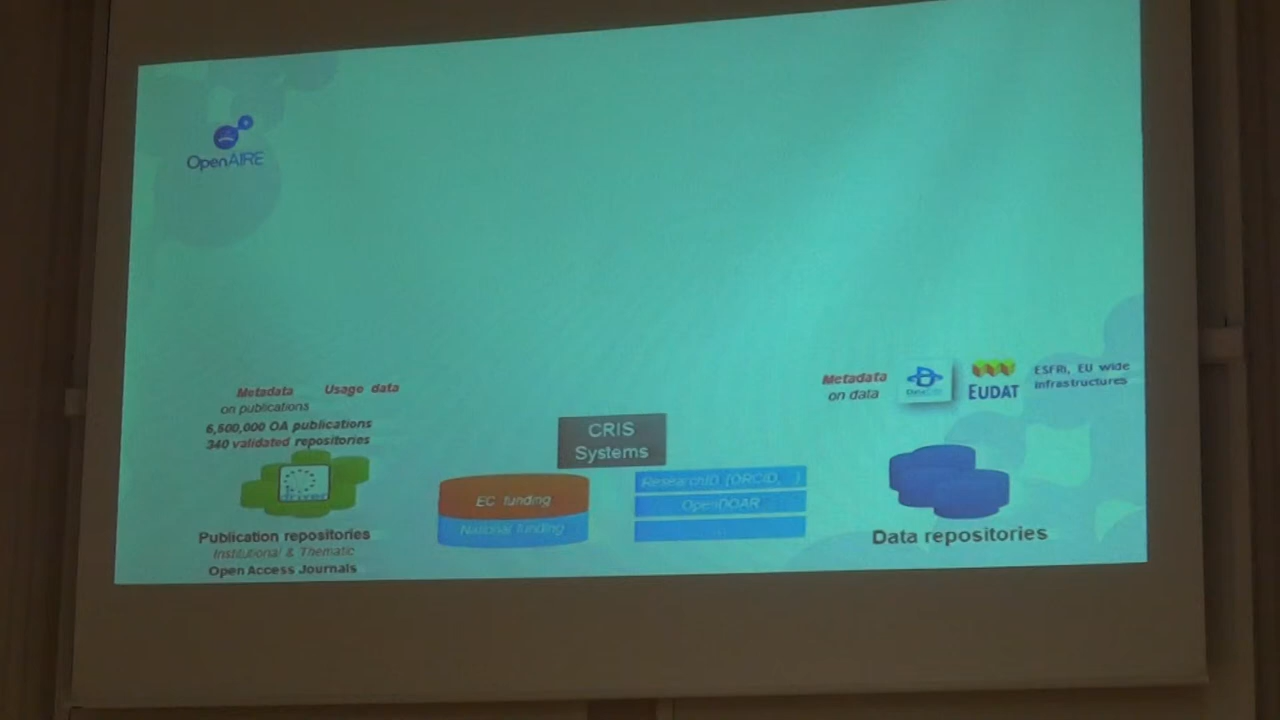 OpenAIRE
Metadata
on publications
Usage data
6,500,000 OA publications
340 validated repositories
Publication repositories
Institutional & Thematic
Open Access Journals
CRIS
Systems
EC funding
National funding
ResearchID (ORCID, )
OpenDOAR
Metadata
on data
EUDAT
ESFRI, EU wide
infrastructures
Data repositories